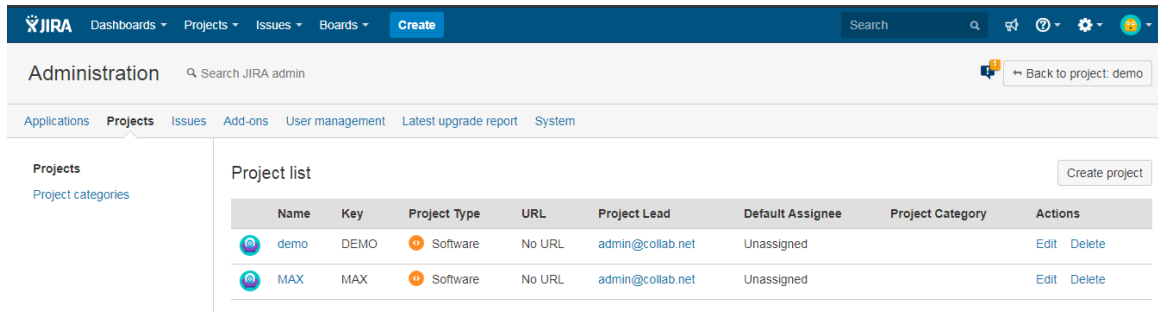 JIRA Dashboards Projects Issues Boards Create Search
Administration Search JIRA admin Back to project: demo
Applications Projects Issues Add-ons User management Latest upgrade report System
Projects
Project categories
Project list Create project
Name Key Project Type URL Project Lead Default Assignee Project Category Actions
demo DEMO Software No URL admin@collab.net Unassigned Edit Delete
MAX MAX Software No URL admin@collab.net Unassigned Edit Delete